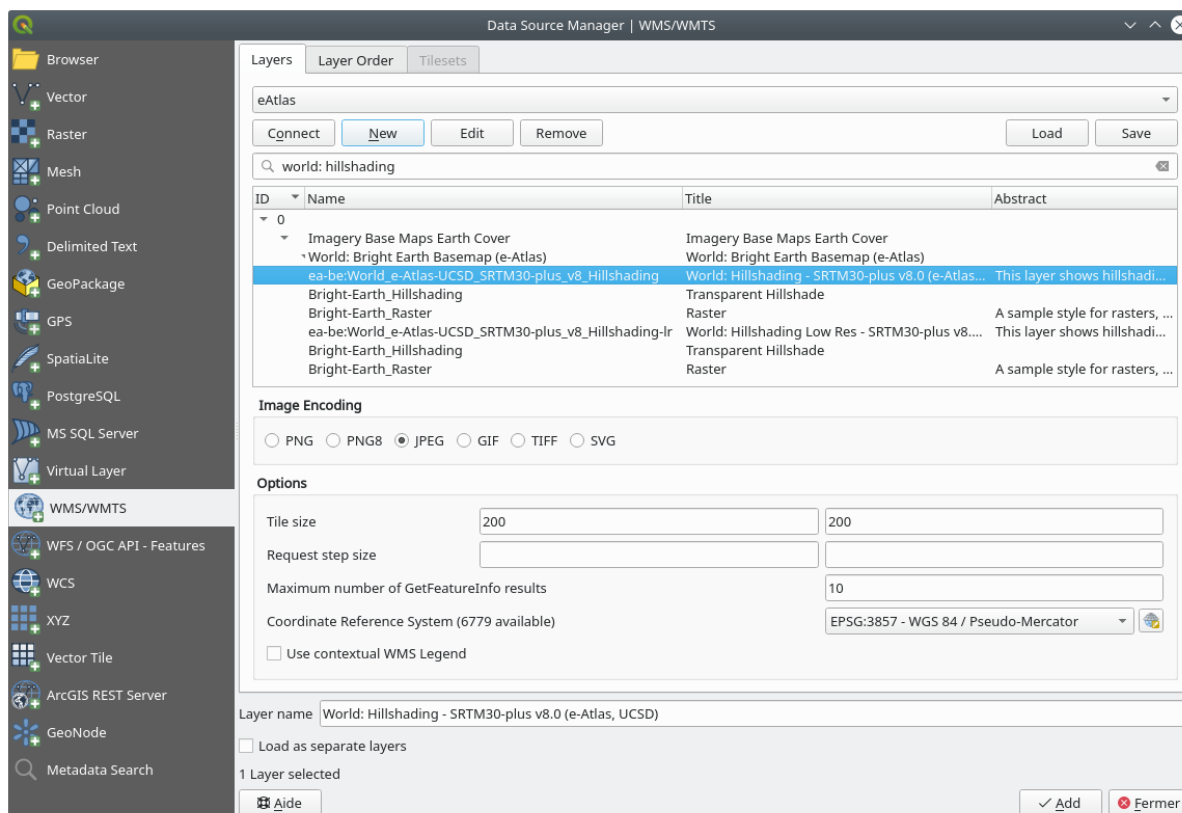 Data Source Manager | WMS/WMTS
Browser
Vector
Raster
Mesh
Point Cloud
Delimited Text
GeoPackage
GPS
SpatiaLite
PostgreSQL
MS SQL Server
Virtual Layer
WMS/WMTS
WFS / OGC API - Features
WCS
XYZ
Vector Tile
ArcGIS REST Server
GeoNode
Metadata Search
Layers Layer Order Tilesets
eAtlas
Connect New Edit Remove Load Save
world: hillshading
ID Name Title Abstract
0
Imagery Base Maps Earth Cover Imagery Base Maps Earth Cover
World: Bright Earth Basemap (e-Atlas) World: Bright Earth Basemap (e-Atlas)
ea-be:World_e-Atlas-UCSD_SRTM30-plus_v8_Hillshading World: Hillshading - SRTM30-plus v8.0 (e-Atlas... This layer shows hillshadi...
Bright-Earth_Hillshading Transparent Hillshade
Bright-Earth_Raster Raster A sample style for rasters, ...
ea-be:World_e-Atlas-UCSD_SRTM30-plus_v8_Hillshading-lr World: Hillshading Low Res - SRTM30-plus v8.... This layer shows hillshadi...
Bright-Earth_Hillshading Transparent Hillshade
Bright-Earth_Raster Raster A sample style for rasters, ...
Image Encoding
PNG PNG8 JPEG GIF TIFF SVG
Options
Tile size 200 200
Request step size
Maximum number of GetFeatureInfo results 10
Coordinate Reference System (6779 available) EPSG:3857 - WGS 84 / Pseudo-Mercator
Use contextual WMS Legend
Layer name World: Hillshading - SRTM30-plus v8.0 (e-Atlas, UCSD)
Load as separate layers
1 Layer selected
Aide Add Fermer